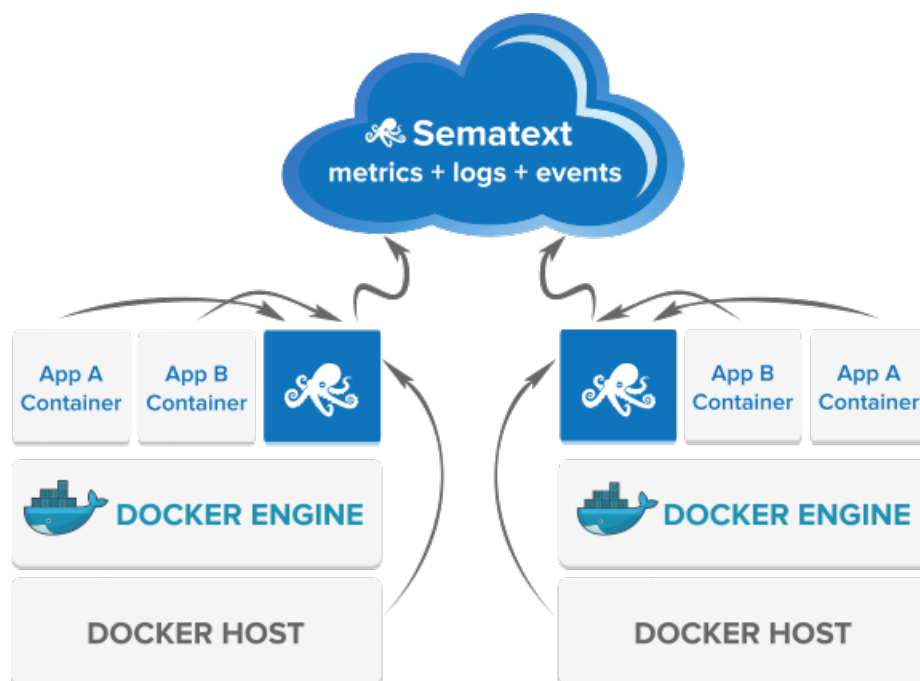 Sematext
metrics + logs + events
App A
Container
App B
Container
App B
Container
App A
Container
DOCKER ENGINE
DOCKER ENGINE
DOCKER HOST
DOCKER HOST